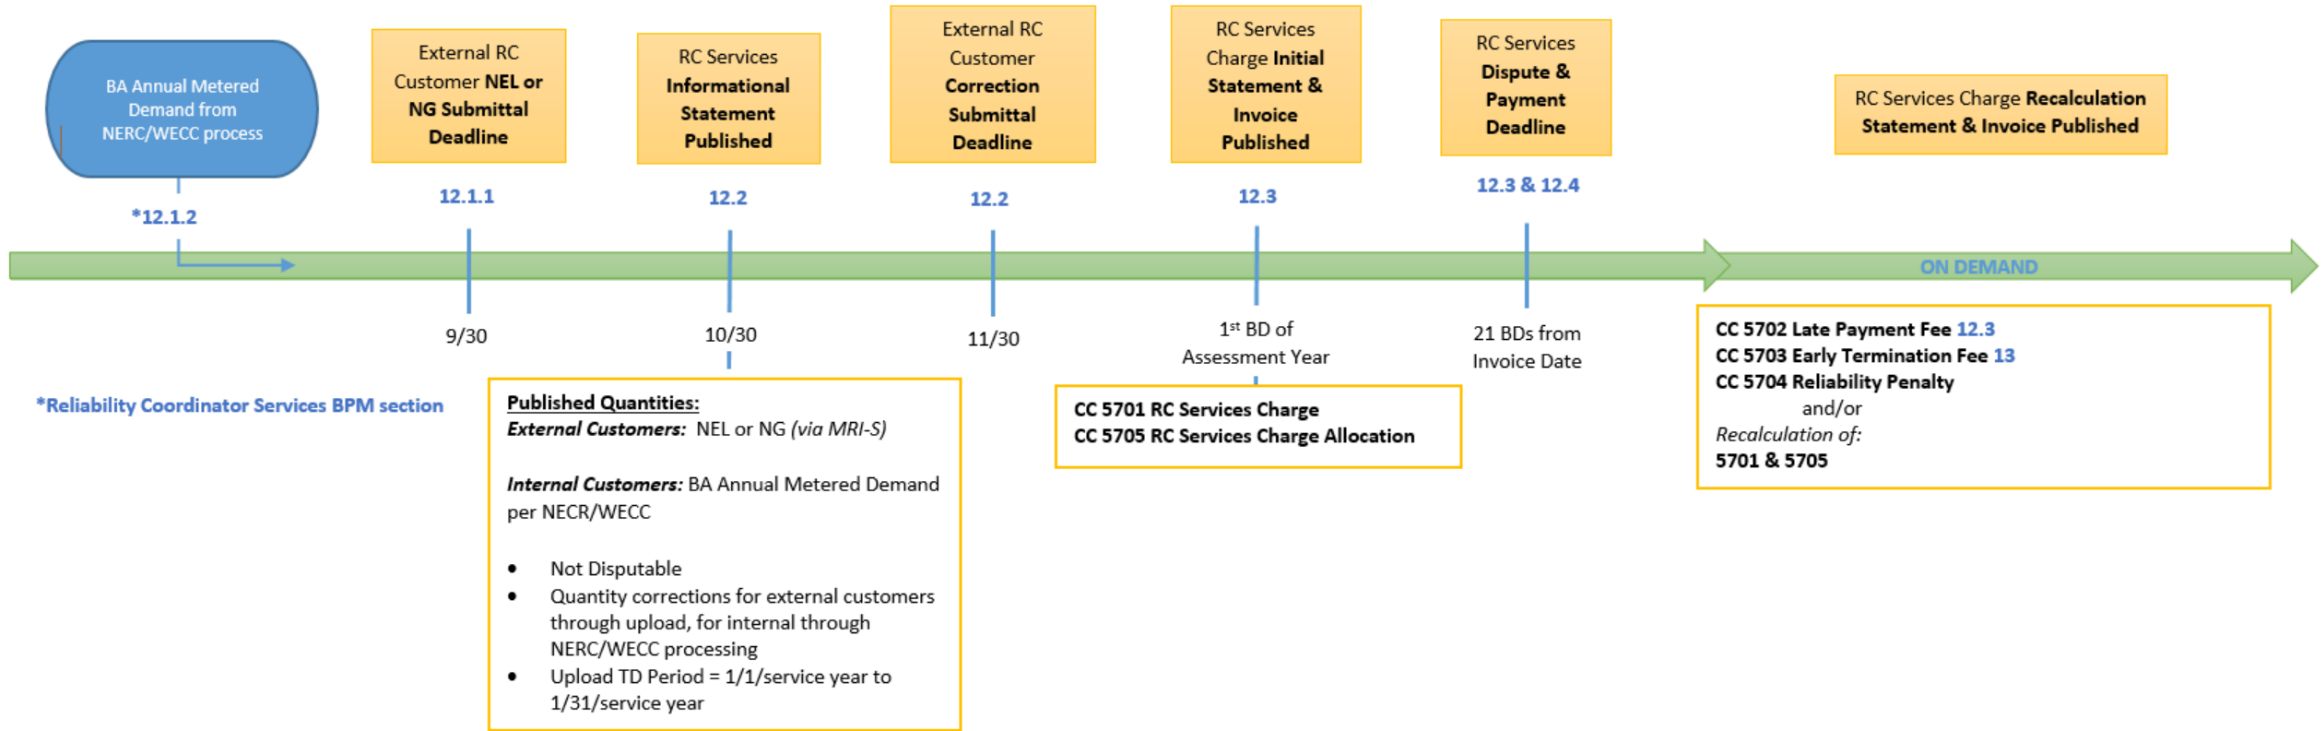 BA Annual Metered
Demand from
NERC/WECC process
*12.1.2
External RC
Customer NEL or
NG Submittal
Deadline
12.1.1
9/30
RC Services
Informational
Statement
Published
12.2
10/30
External RC
Customer
Correction
Submittal
Deadline
12.2
11/30
RC Services
Charge Initial
Statement &
Invoice
Published
12.3
1st BD of
Assessment Year
RC Services
Dispute &
Payment
Deadline
12.3 & 12.4
21 BDs from
Invoice Date
RC Services Charge Recalculation
Statement & Invoice Published
ON DEMAND
*Reliability Coordinator Services BPM section
Published Quantities:
External Customers: NEL or NG (via MRI-S)
Internal Customers: BA Annual Metered Demand
per NECR/WECC
• Not Disputable
• Quantity corrections for external customers
through upload, for internal through
NERC/WECC processing
• Upload TD Period = 1/1/service year to
1/31/service year
CC 5701 RC Services Charge
CC 5705 RC Services Charge Allocation
CC 5702 Late Payment Fee 12.3
CC 5703 Early Termination Fee 13
CC 5704 Reliability Penalty
and/or
Recalculation of:
5701 & 5705